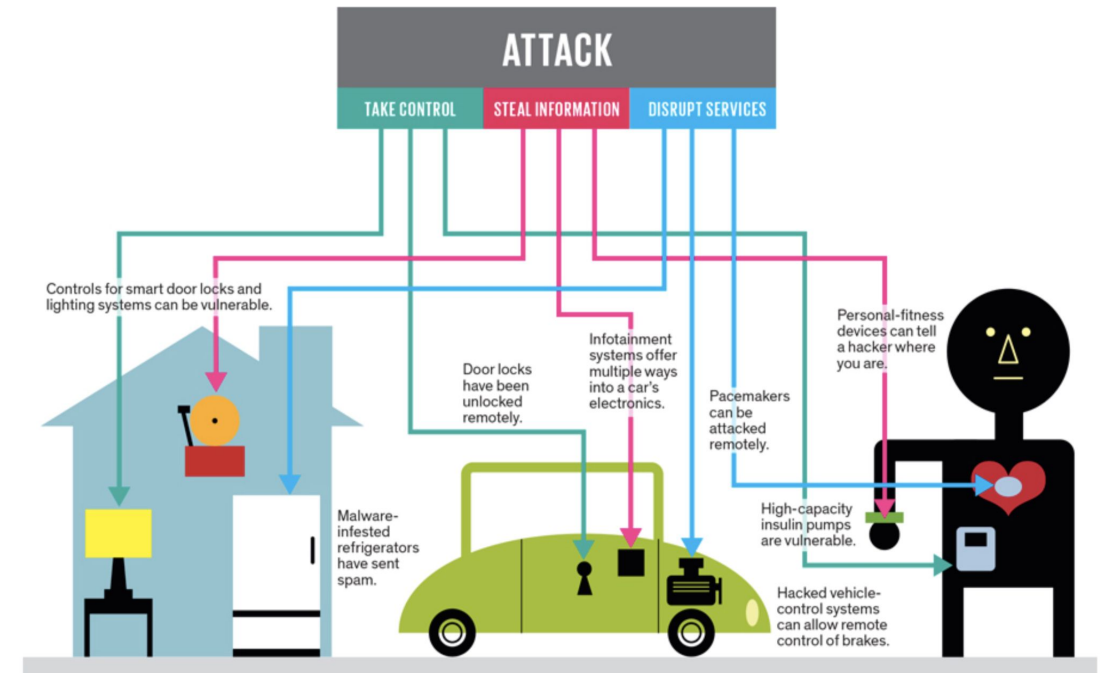 ATTACK
TAKE CONTROL
STEAL INFORMATION
DISRUPT SERVICES
Controls for smart door locks and
lighting systems can be vulnerable.
Malware-
infested
refrigerators
have sent
spam.
Door locks
have been
unlocked
remotely.
Infotainment
systems offer
multiple ways
into a car's
electronics.
Pacemakers
can be
attacked
remotely.
Personal-fitness
devices can tell
a hacker where
you are.
High-capacity
insulin pumps
are vulnerable.
Hacked vehicle-
control systems
can allow remote
control of brakes.